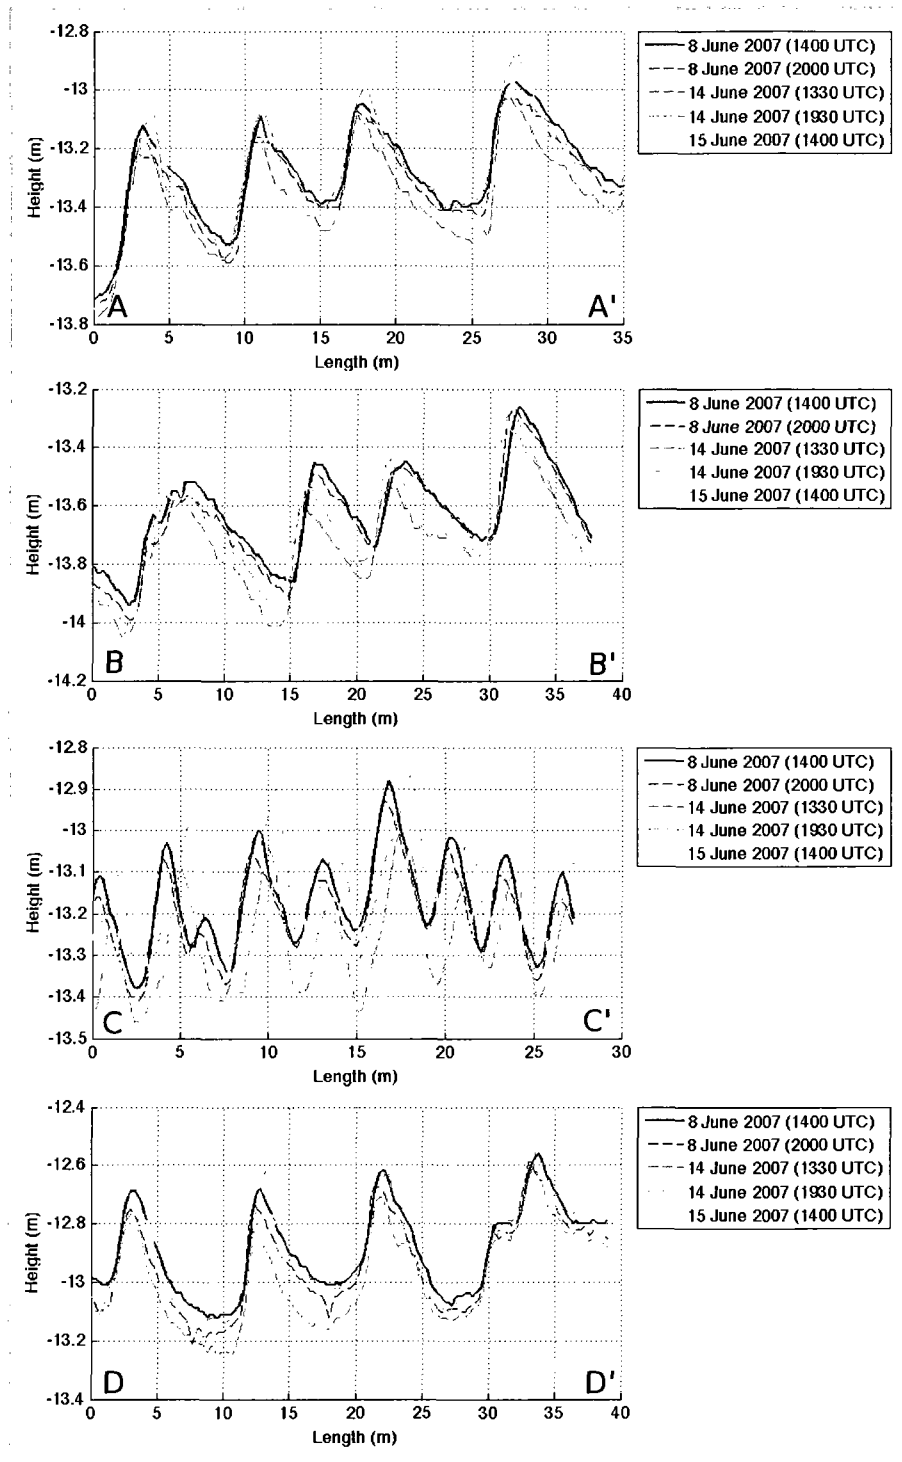 -12.8
-13
-13.2
-13.4
-13.6
-13.8
Height (m)
A A'
0 5 10 15 20 25 30 35
Length (m)
8 June 2007 (1400 UTC)
8 June 2007 (2000 UTC)
14 June 2007 (1330 UTC)
14 June 2007 (1930 UTC)
15 June 2007 (1400 UTC)
-13.2
-13.4
-13.6
-13.8
-14
-14.2
Height (m)
B B'
0 5 10 15 20 25 30 35 40
Length (m)
8 June 2007 (1400 UTC)
8 June 2007 (2000 UTC)
14 June 2007 (1330 UTC)
14 June 2007 (1930 UTC)
15 June 2007 (1400 UTC)
-12.8
-12.9
-13
-13.1
-13.2
-13.3
-13.4
-13.5
Height (m)
C C'
0 5 10 15 20 25 30
Length (m)
8 June 2007 (1400 UTC)
8 June 2007 (2000 UTC)
14 June 2007 (1330 UTC)
14 June 2007 (1930 UTC)
15 June 2007 (1400 UTC)
-12.4
-12.6
-12.8
-13
-13.2
-13.4
Height (m)
D D'
0 5 10 15 20 25 30 35 40
Length (m)
8 June 2007 (1400 UTC)
8 June 2007 (2000 UTC)
14 June 2007 (1330 UTC)
14 June 2007 (1930 UTC)
15 June 2007 (1400 UTC)